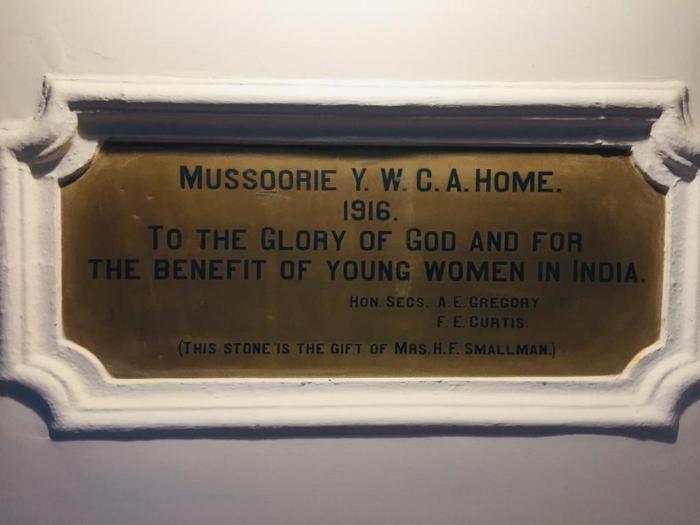 MUSSOORIE Y. W. C. A. HOME.
1916.
TO THE GLORY OF GOD AND FOR
THE BENEFIT OF YOUNG WOMEN IN INDIA.
HON. SECS. A. E. GREGORY
F. E. CURTIS.
(THIS STONE IS THE GIFT OF MRS. H. F. SMALLMAN.)